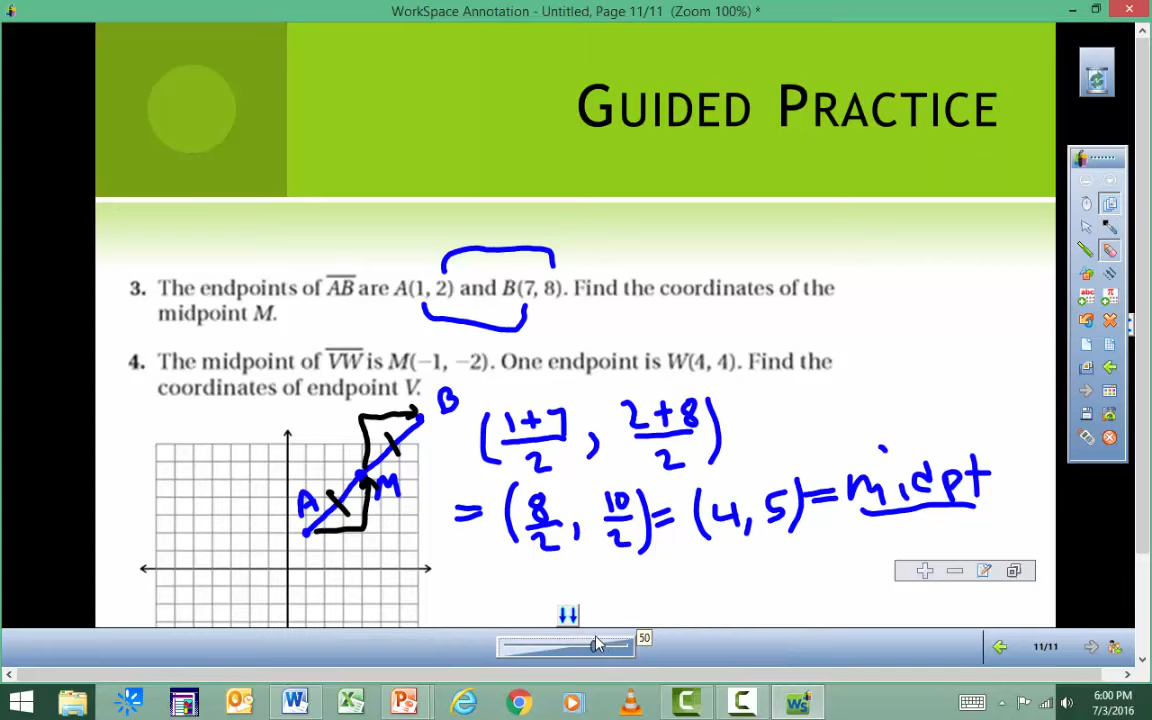 WorkSpace Annotation - Untitled, Page 11/11 (Zoom 100%) *
GUIDED PRACTICE
3. The endpoints of AB are A(1, 2) and B(7, 8). Find the coordinates of the
midpoint M.
4. The midpoint of VW is M(−1, −2). One endpoint is W(4, 4). Find the
coordinates of endpoint V.
B
A
M
(1+7/2, 2+8/2)
= (8/2, 10/2) = (4, 5) = midpt
50
11/11
abc
π
6:00 PM
7/3/2016